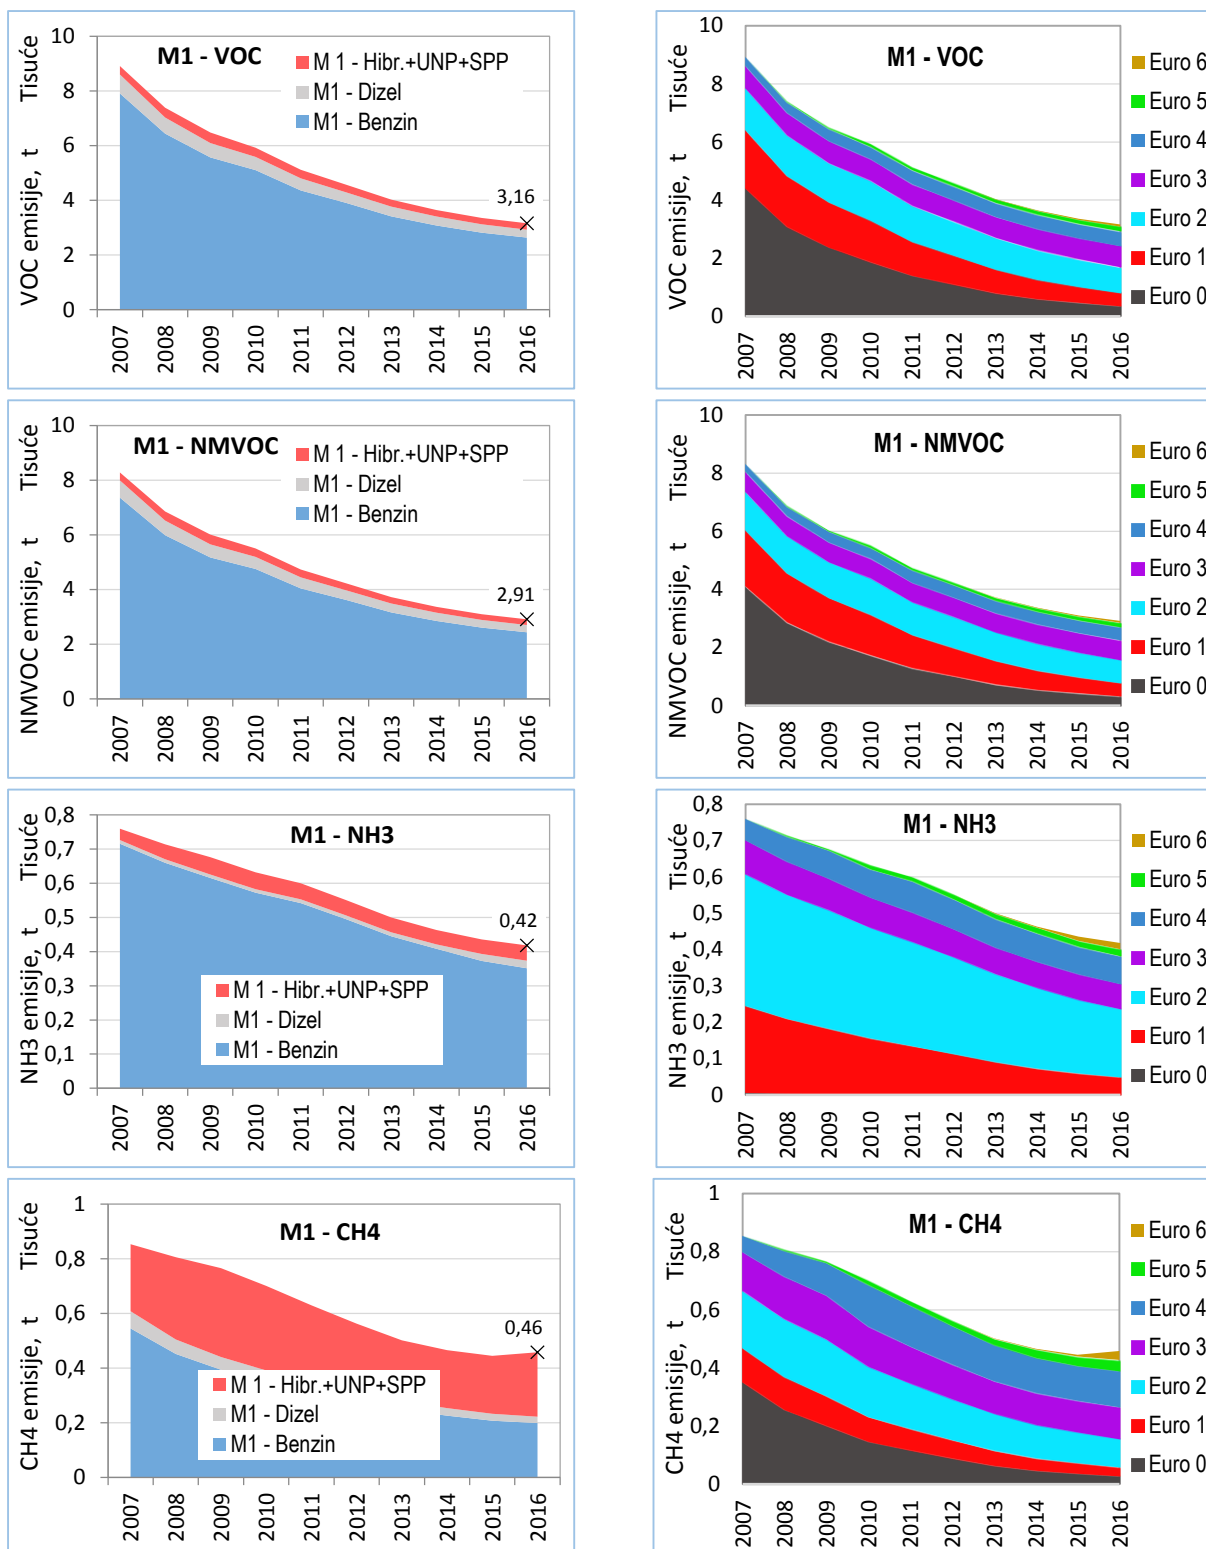 M1 - VOC
Tisuće
VOC emisije, t
10
8
6
4
2
0
M 1 - Hibr.+UNP+SPP
M1 - Dizel
M1 - Benzin
3,16
2007
2008
2009
2010
2011
2012
2013
2014
2015
2016
M1 - VOC
Tisuće
VOC emisije, t
10
8
6
4
2
0
Euro 6
Euro 5
Euro 4
Euro 3
Euro 2
Euro 1
Euro 0
2007
2008
2009
2010
2011
2012
2013
2014
2015
2016
M1 - NMVOC
Tisuće
NMVOC emisije, t
10
8
6
4
2
0
M 1 - Hibr.+UNP+SPP
M1 - Dizel
M1 - Benzin
2,91
2007
2008
2009
2010
2011
2012
2013
2014
2015
2016
M1 - NMVOC
Tisuće
NMVOC emisije, t
10
8
6
4
2
0
Euro 6
Euro 5
Euro 4
Euro 3
Euro 2
Euro 1
Euro 0
2007
2008
2009
2010
2011
2012
2013
2014
2015
2016
M1 - NH3
Tisuće
NH3 emisije, t
0,8
0,7
0,6
0,5
0,4
0,3
0,2
0,1
0
0,42
M 1 - Hibr.+UNP+SPP
M1 - Dizel
M1 - Benzin
2007
2008
2009
2010
2011
2012
2013
2014
2015
2016
M1 - NH3
Tisuće
NH3 emisije, t
0,8
0,7
0,6
0,5
0,4
0,3
0,2
0,1
0
Euro 6
Euro 5
Euro 4
Euro 3
Euro 2
Euro 1
Euro 0
2007
2008
2009
2010
2011
2012
2013
2014
2015
2016
M1 - CH4
Tisuće
CH4 emisije, t
1
0,8
0,6
0,4
0,2
0
0,46
M 1 - Hibr.+UNP+SPP
M1 - Dizel
M1 - Benzin
2007
2008
2009
2010
2011
2012
2013
2014
2015
2016
M1 - CH4
Tisuće
CH4 emisije, t
1
0,8
0,6
0,4
0,2
0
Euro 6
Euro 5
Euro 4
Euro 3
Euro 2
Euro 1
Euro 0
2007
2008
2009
2010
2011
2012
2013
2014
2015
2016